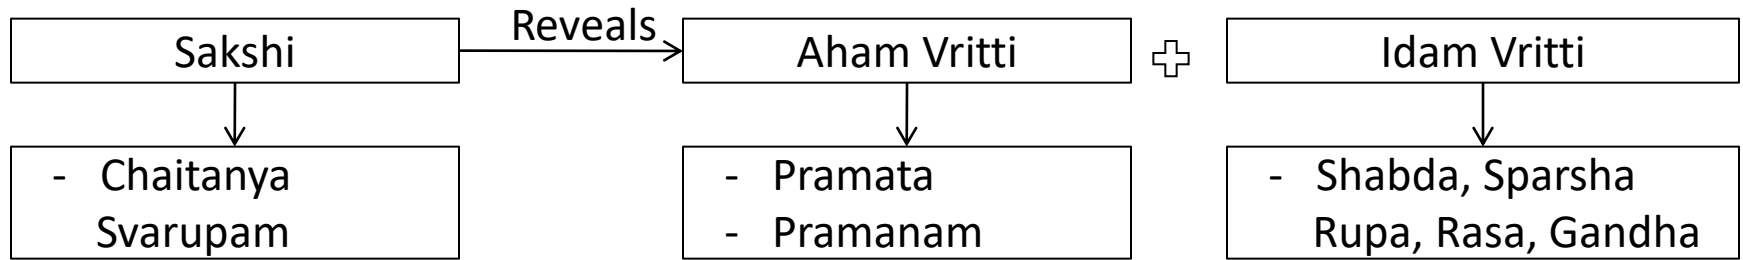 Reveals
Sakshi
Aham Vritti
Idam Vritti
- Chaitanya
Svarupam
- Pramata
- Pramanam
- Shabda, Sparsha
Rupa, Rasa, Gandha